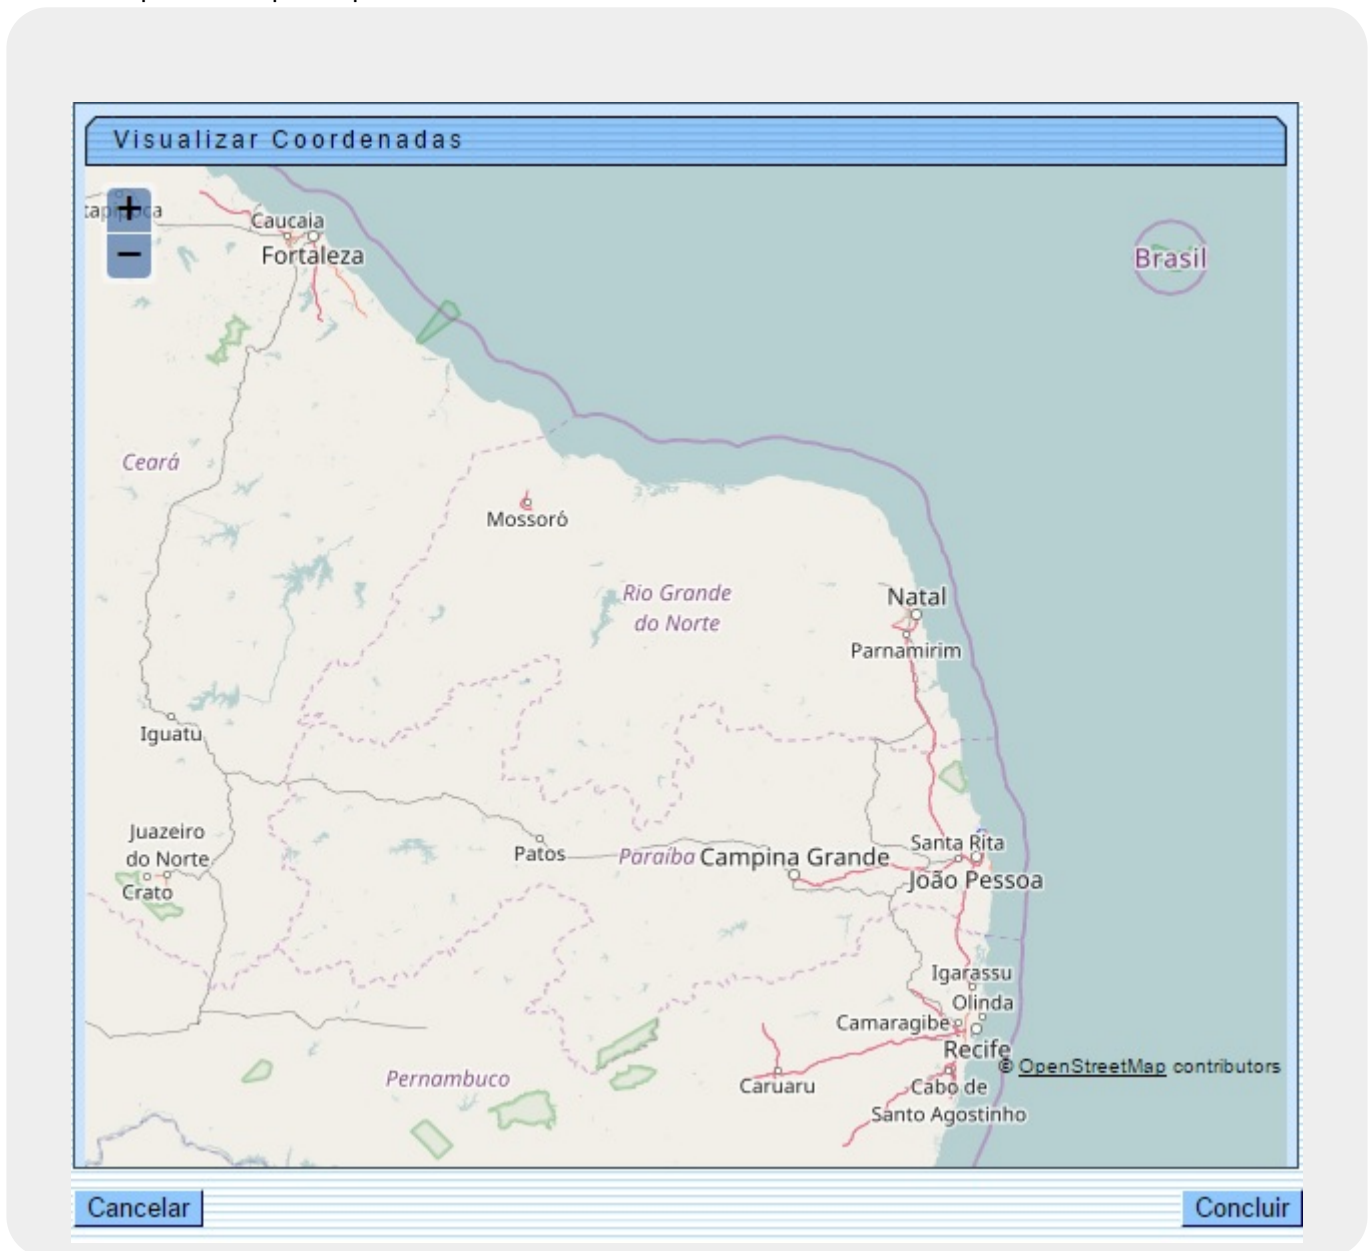 Visualizar Coordenadas
+
−
Caucaia
Fortaleza
Brasil
Ceará
Mossoró
Rio Grande
do Norte
Natal
Parnamirim
Iguatu
Juazeiro
do Norte
Crato
Patos
Paraíba
Campina Grande
Santa Rita
João Pessoa
Igarassu
Olinda
Camaragibe
Recife
© OpenStreetMap contributors
Pernambuco
Caruaru
Cabo de
Santo Agostinho
Cancelar
Concluir